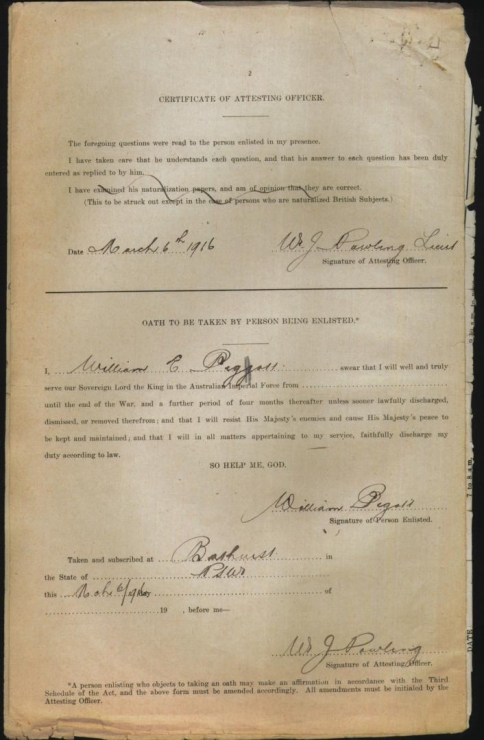 2
CERTIFICATE OF ATTESTING OFFICER.
The foregoing questions were read to the person enlisted in my presence.
I have taken care that he understands each question, and that his answer to each question has been duly
entered as replied to by him.
I have examined his naturalization papers, and am of opinion that they are correct.
(This to be struck out except in the case of persons who are naturalized British Subjects.)
Date March 6th 1916 Wm J Pawling Lieut
Signature of Attesting Officer.
OATH TO BE TAKEN BY PERSON BEING ENLISTED.*
I, William C Piggott swear that I will well and truly
serve our Sovereign Lord the King in the Australian Imperial Force from
until the end of the War, and a further period of four months thereafter unless sooner lawfully discharged,
dismissed, or removed therefrom; and that I will resist His Majesty's enemies and cause His Majesty's peace to
be kept and maintained; and that I will in all matters appertaining to my service, faithfully discharge my
duty according to law.
SO HELP ME, GOD.
William Pigott
Signature of Person Enlisted.
Taken and subscribed at Bathurst in
the State of NSW
this of
19 , before me—
Wm J Pawling
Signature of Attesting Officer.
*A person enlisting who objects to taking an oath may make an affirmation in accordance with the Third
Schedule of the Act, and the above form must be amended accordingly. All amendments must be initialed by the
Attesting Officer.
7 to 8 a.m.
DATE